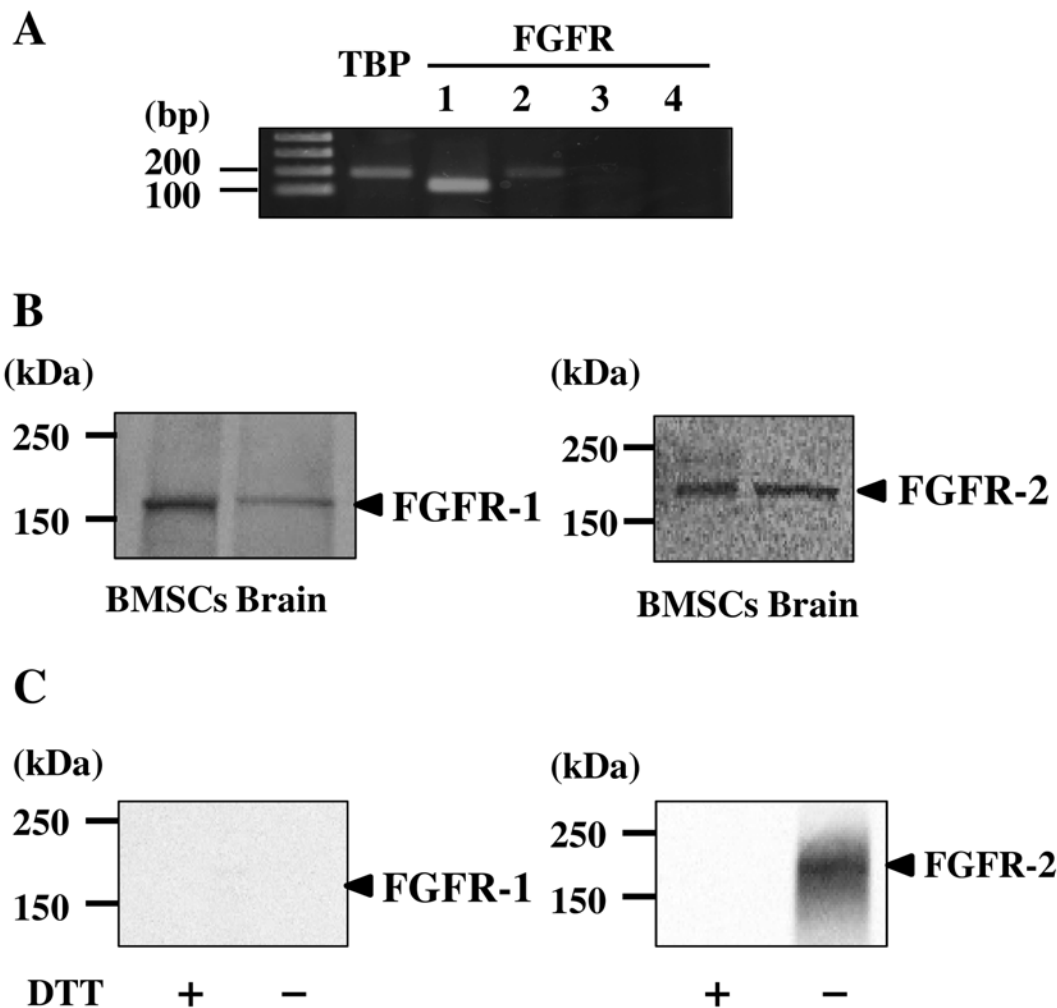 A
FGFR
TBP
1 2 3 4
(bp)
200
100
B
(kDa) (kDa)
250 250
FGFR-1 FGFR-2
150 150
BMSCs Brain BMSCs Brain
C
(kDa) (kDa)
250 250
FGFR-1 FGFR-2
150 150
DTT + − + −